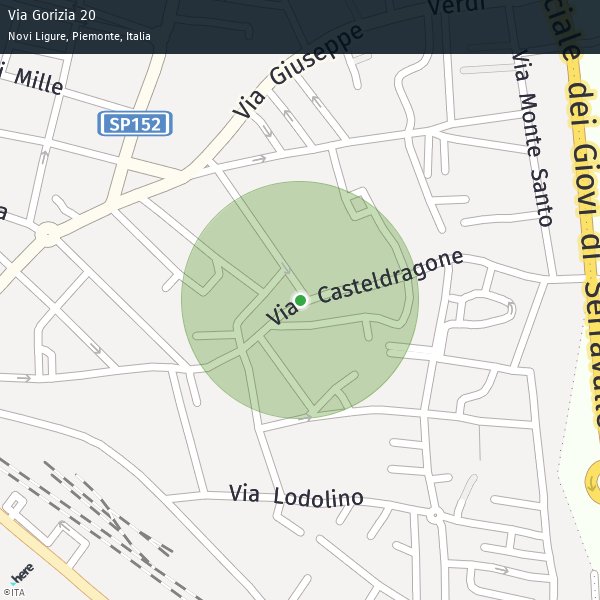 Via Gorizia 20
Novi Ligure, Piemonte, Italia
Verdi
Via Giuseppe
i Mille
SP152
Via Monte Santo
ciale dei Giovi di Serravalle
a
Via Casteldragone
Via Lodolino
here
©ITA